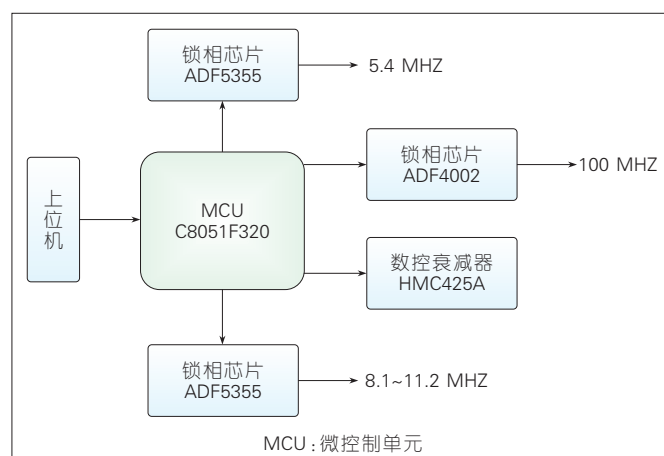 锁相芯片
ADF5355
5.4 MHZ
锁相芯片
ADF4002
100 MHZ
上位机
MCU
C8051F320
数控衰减器
HMC425A
锁相芯片
ADF5355
8.1~11.2 MHZ
MCU:微控制单元